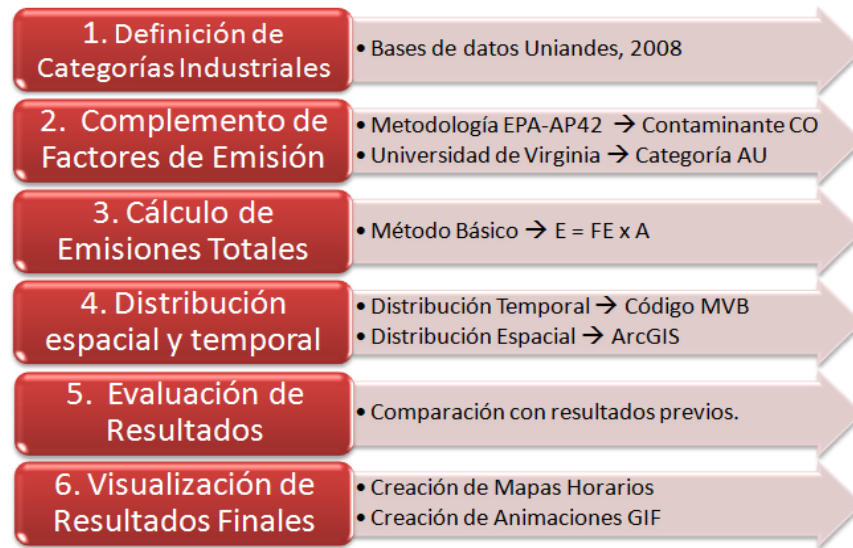 1. Definición de
Categorías Industriales
• Bases de datos Uniandes, 2008
2. Complemento de
Factores de Emisión
• Metodología EPA-AP42 → Contaminante CO
• Universidad de Virginia → Categoría AU
3. Cálculo de
Emisiones Totales
• Método Básico → E = FE x A
4. Distribución
espacial y temporal
• Distribución Temporal → Código MVB
• Distribución Espacial → ArcGIS
5. Evaluación de
Resultados
• Comparación con resultados previos.
6. Visualización de
Resultados Finales
• Creación de Mapas Horarios
• Creación de Animaciones GIF